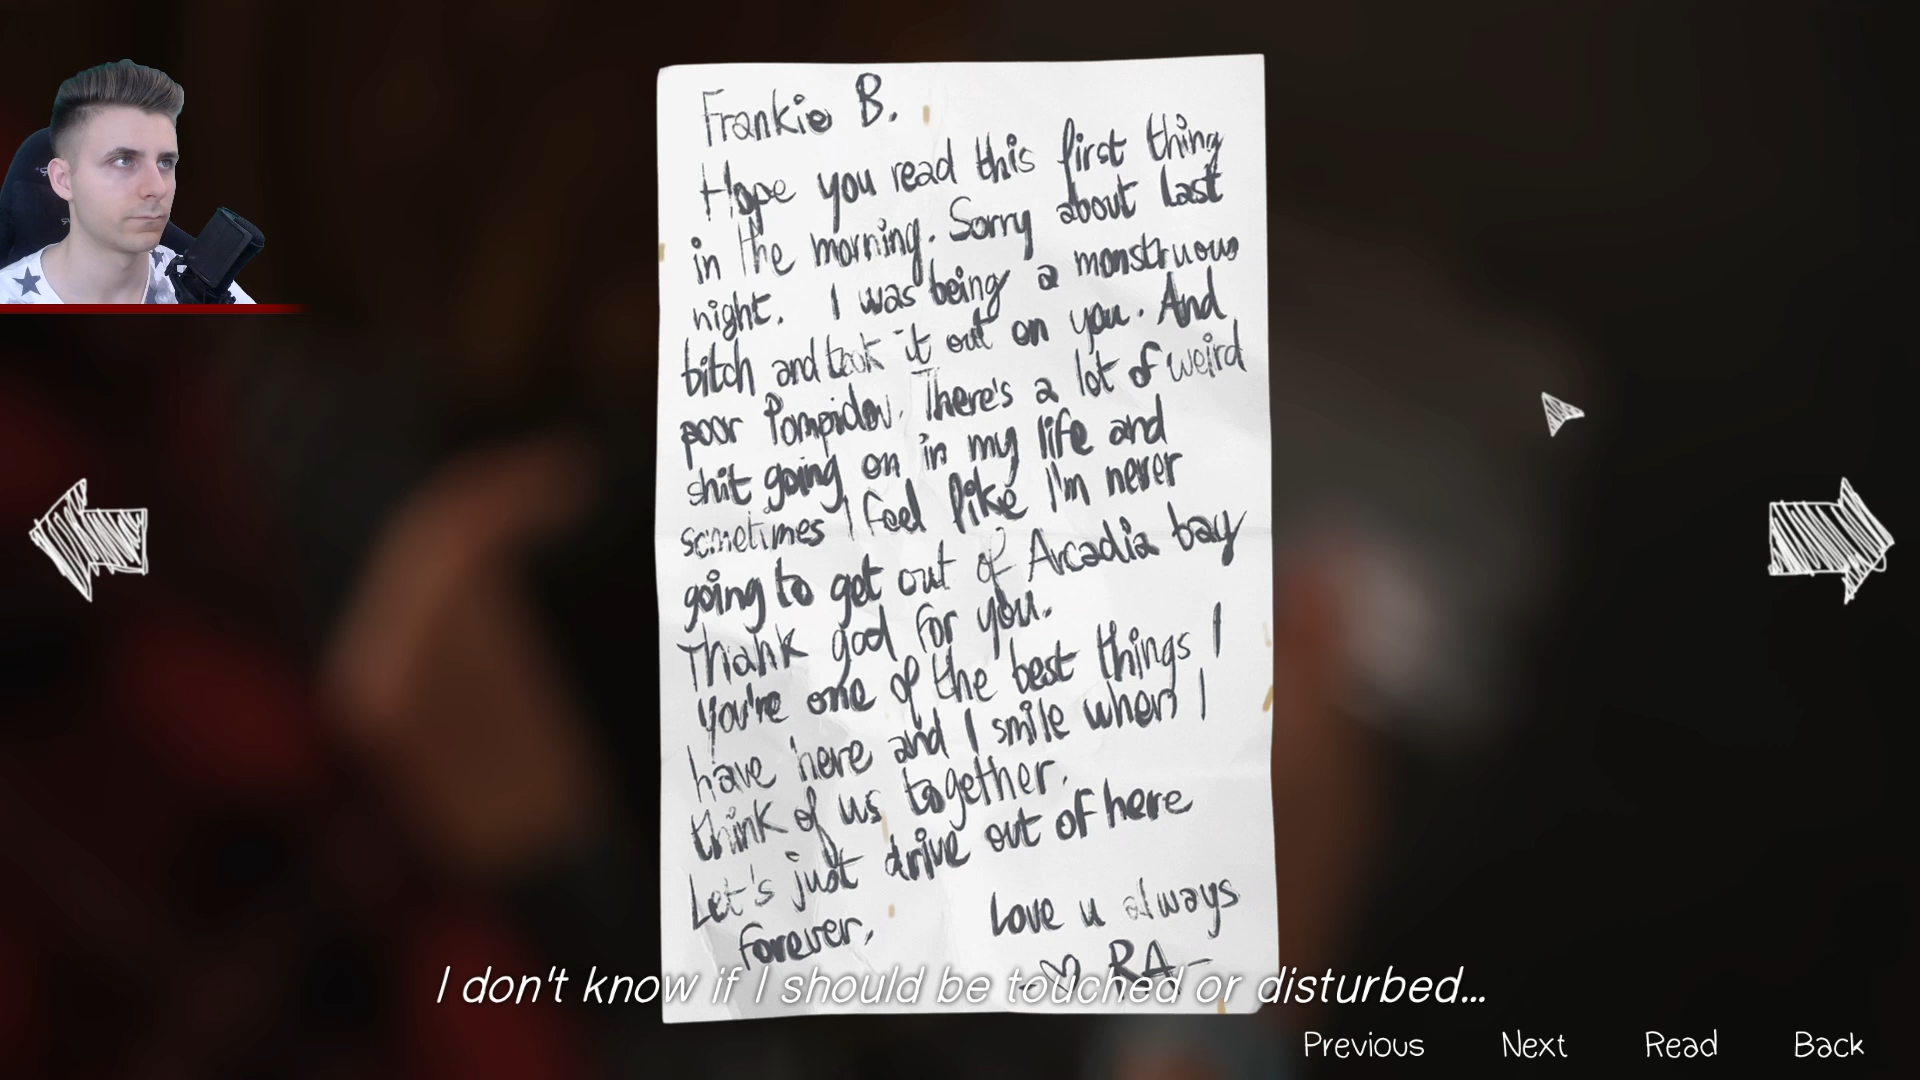 Frankie B.
Hope you read this first thing
in the morning. Sorry about last
night. I was being a monstruous
bitch and took it out on you. And
poor Pompidou. There's a lot of weird
shit going on in my life and
sometimes I feel like I'm never
going to get out of Arcadia bay
Thank god for you.
You're one of the best things I
have here and I smile when I
think of us together.
Let's just drive out of here
forever,
Love u always
- ♡ RA -
I don't know if I should be touched or disturbed...
Previous Next Read Back